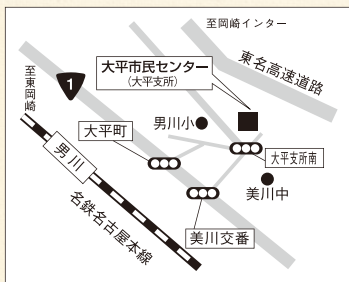 至岡崎インター
東名高速道路
大平市民センター
(大平支所)
至東岡崎
1
大平町
男川小
大平支所南
男川
美川中
美川交番
名鉄名古屋本線